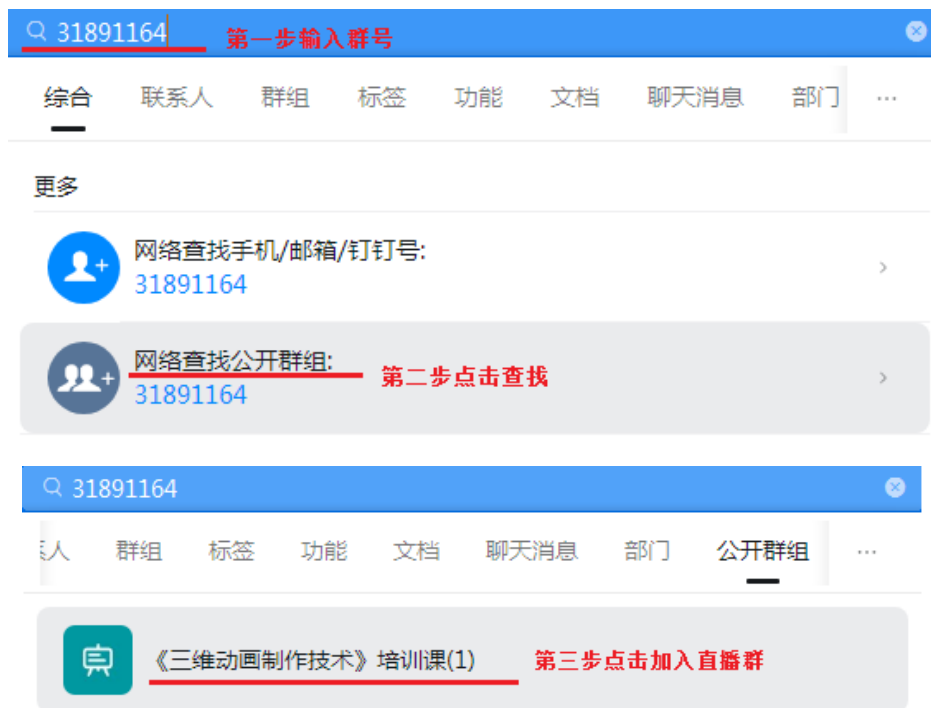 31891164 第一步输入群号
综合 联系人 群组 标签 功能 文档 聊天消息 部门 ...
更多
网络查找手机/邮箱/钉钉号:
31891164
网络查找公开群组:
第二步点击查找
31891164
31891164
系人 群组 标签 功能 文档 聊天消息 部门 公开群组 ...
《三维动画制作技术》培训课(1) 第三步点击加入直播群